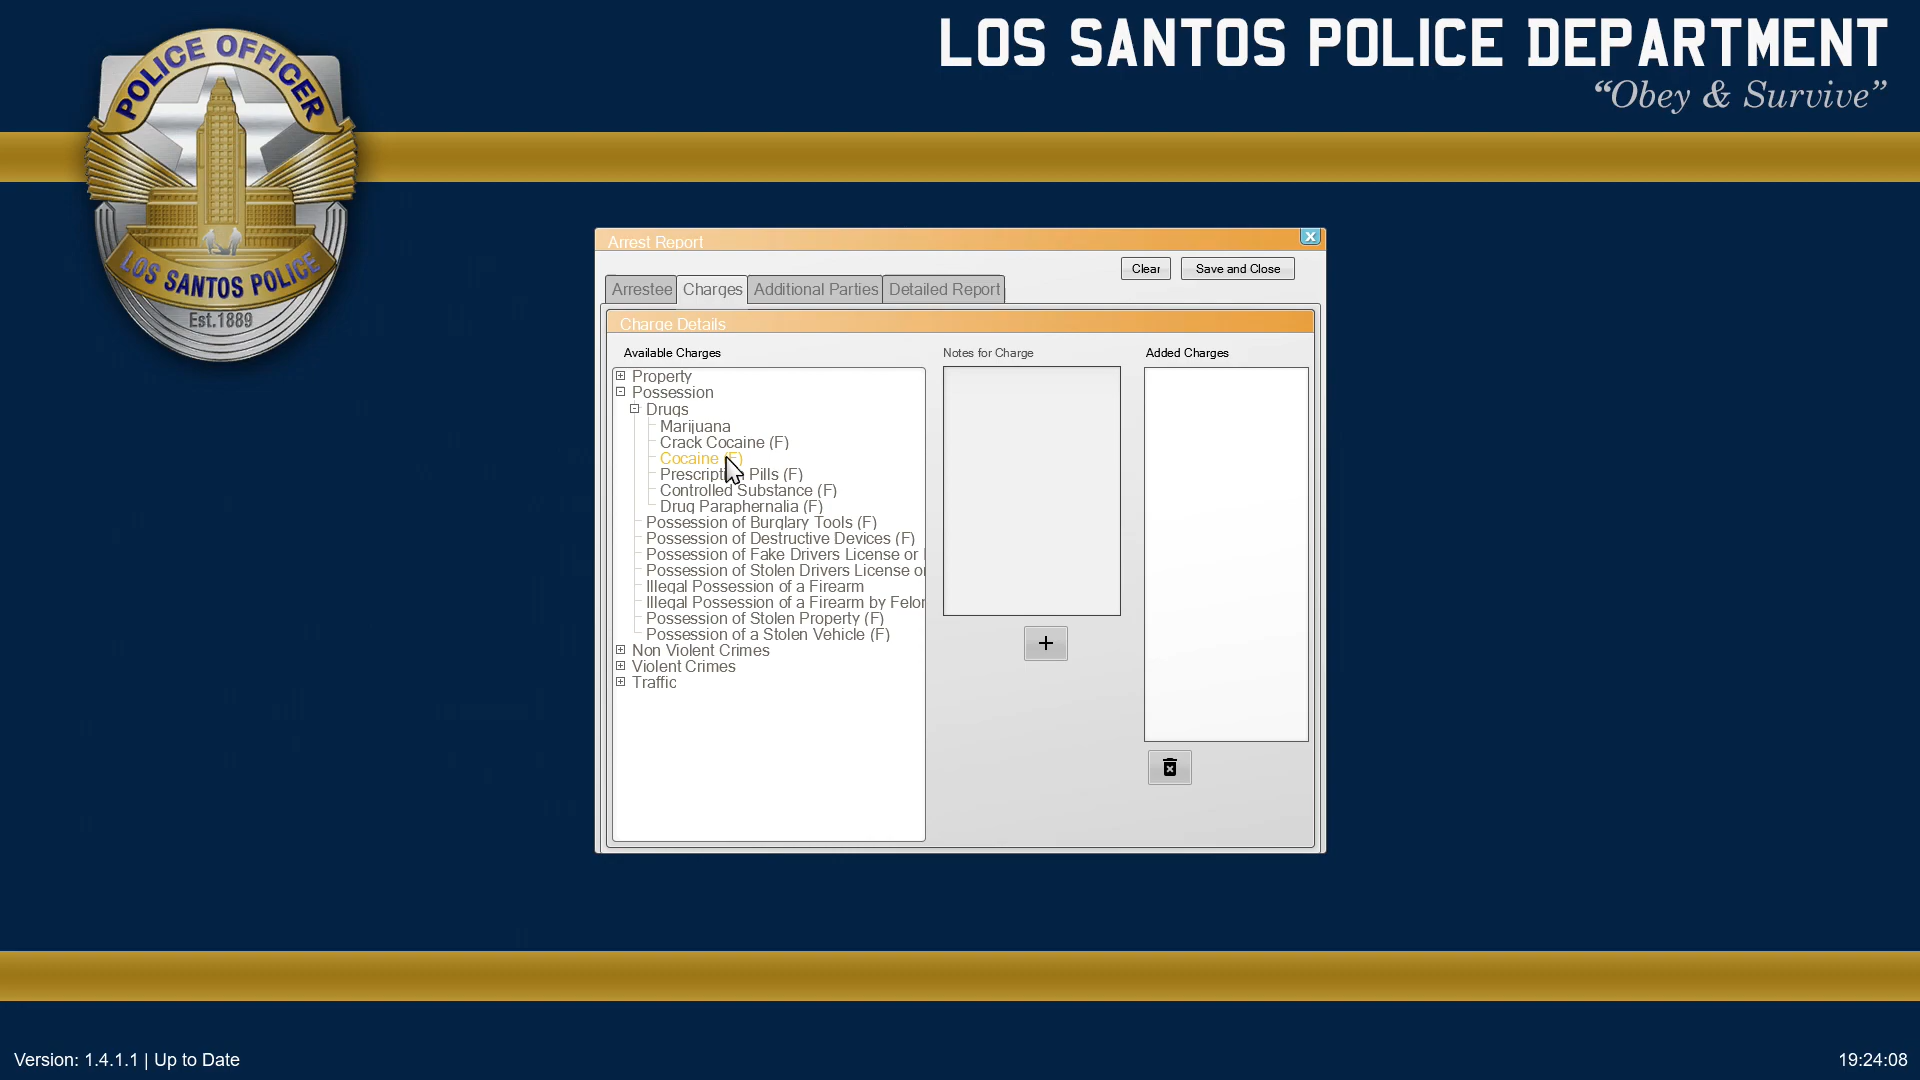 POLICE OFFICER
LOS SANTOS POLICE
Est.1889
LOS SANTOS POLICE DEPARTMENT
“Obey & Survive”
Arrest Report
x
Clear
Save and Close
Arrestee
Charges
Additional Parties
Detailed Report
Charge Details
Available Charges
Notes for Charge
Added Charges
Property
Possession
Drugs
Marijuana
Crack Cocaine (F)
Cocaine (F)
Prescription Pills (F)
Controlled Substance (F)
Drug Paraphernalia (F)
Possession of Burglary Tools (F)
Possession of Destructive Devices (F)
Possession of Fake Drivers License or
Possession of Stolen Drivers License or
Illegal Possession of a Firearm
Illegal Possession of a Firearm by Felon
Possession of Stolen Property (F)
Possession of a Stolen Vehicle (F)
Non Violent Crimes
Violent Crimes
Traffic
+
Version: 1.4.1.1 | Up to Date
19:24:08